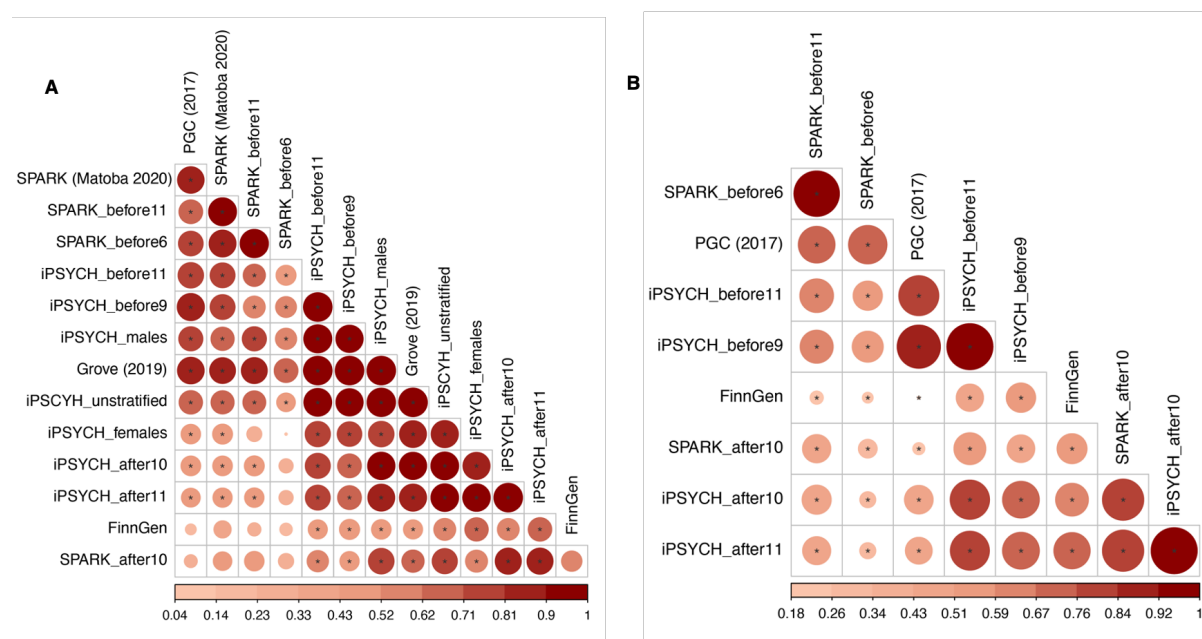 A
PGC (2017)
SPARK (Matoba 2020)
SPARK_before11
SPARK_before6
iPSYCH_before11
iPSYCH_before9
iPSYCH_males
Grove (2019)
iPSCYH_unstratified
iPSYCH_females
iPSYCH_after10
iPSYCH_after11
FinnGen
SPARK (Matoba 2020)
SPARK_before11
SPARK_before6
iPSYCH_before11
iPSYCH_before9
iPSYCH_males
Grove (2019)
iPSCYH_unstratified
iPSYCH_females
iPSYCH_after10
iPSYCH_after11
FinnGen
SPARK_after10
0.04 0.14 0.23 0.33 0.43 0.52 0.62 0.71 0.81 0.9 1
B
SPARK_before11
SPARK_before6
PGC (2017)
iPSYCH_before11
iPSYCH_before9
FinnGen
SPARK_after10
iPSYCH_after10
SPARK_before6
PGC (2017)
iPSYCH_before11
iPSYCH_before9
FinnGen
SPARK_after10
iPSYCH_after10
iPSYCH_after11
0.18 0.26 0.34 0.43 0.51 0.59 0.67 0.76 0.84 0.92 1